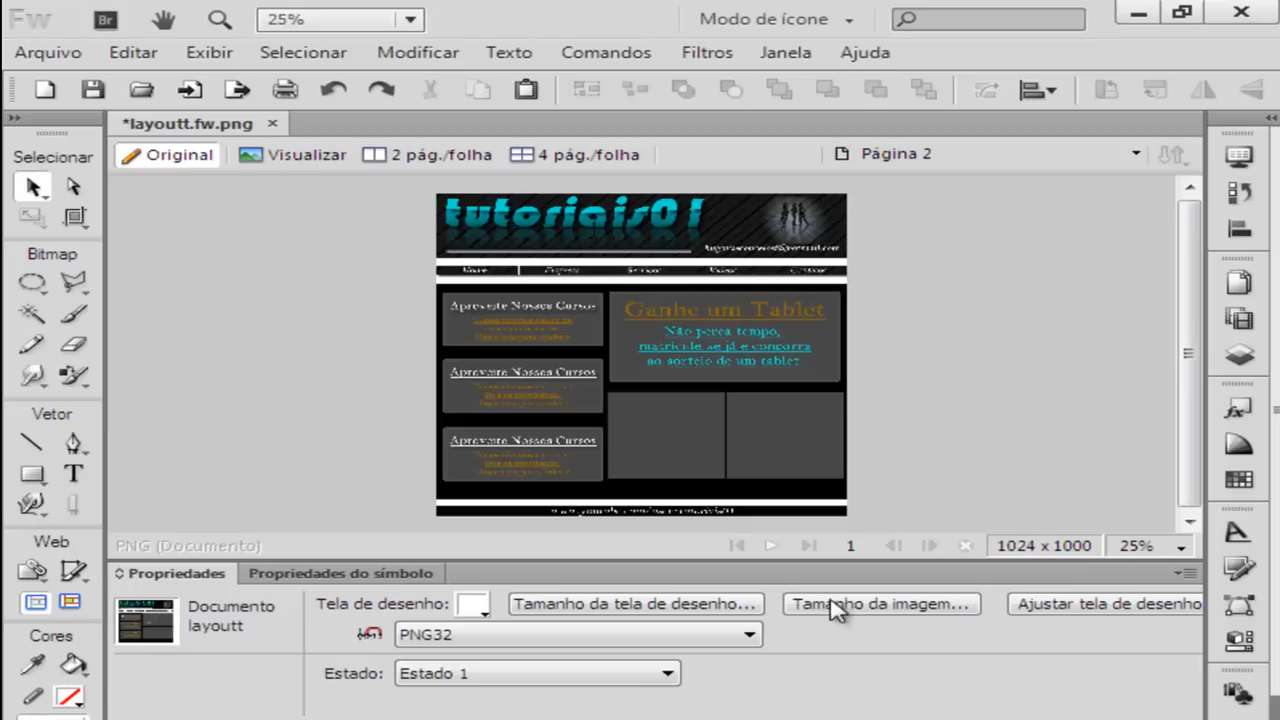 Fw
Br
25%
Modo de ícone
Arquivo
Editar
Exibir
Selecionar
Modificar
Texto
Comandos
Filtros
Janela
Ajuda
*layoutt.fw.png ×
Selecionar
Original
Visualizar
2 pág./folha
4 pág./folha
Página 2
tutoriais01
Bitmap
Aproveite Nossos Cursos
Ganhe um Tablet
Não perca tempo,
matricule se já e concorra
ao sorteio de um tablet
Aproveite Nossos Cursos
Vetor
Aproveite Nossos Cursos
Web
PNG (Documento)
1
1024 x 1000
25%
Propriedades
Propriedades do símbolo
Documento
layoutt
Tela de desenho:
Tamanho da tela de desenho...
Tamanho da imagem...
Ajustar tela de desenho
PNG32
Cores
Estado:
Estado 1